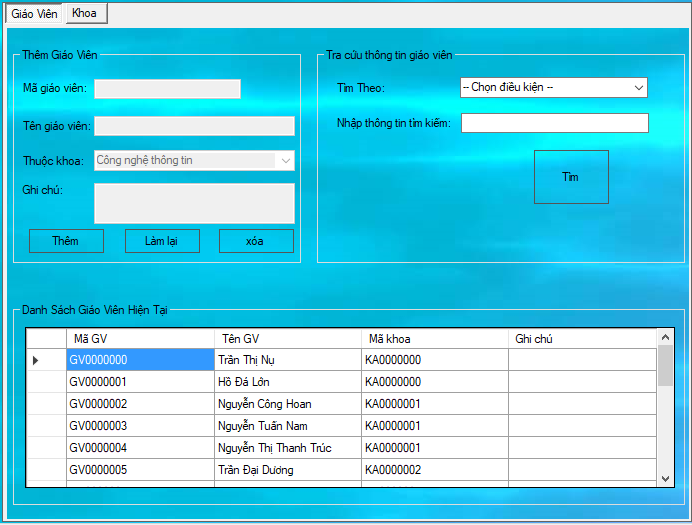 Giáo Viên Khoa
Thêm Giáo Viên
Mã giáo viên:
Tên giáo viên:
Thuộc khoa: Công nghệ thông tin
Ghi chú:
Thêm Làm lại xóa
Tra cứu thông tin giáo viên
Tìm Theo: -- Chọn điều kiện --
Nhập thông tin tìm kiếm:
Tìm
Danh Sách Giáo Viên Hiện Tại
Mã GV Tên GV Mã khoa Ghi chú
GV0000000 Trần Thị Nụ KA0000000
GV0000001 Hồ Đá Lớn KA0000000
GV0000002 Nguyễn Công Hoan KA0000001
GV0000003 Nguyễn Tuấn Nam KA0000001
GV0000004 Nguyễn Thị Thanh Trúc KA0000001
GV0000005 Trần Đại Dương KA0000002